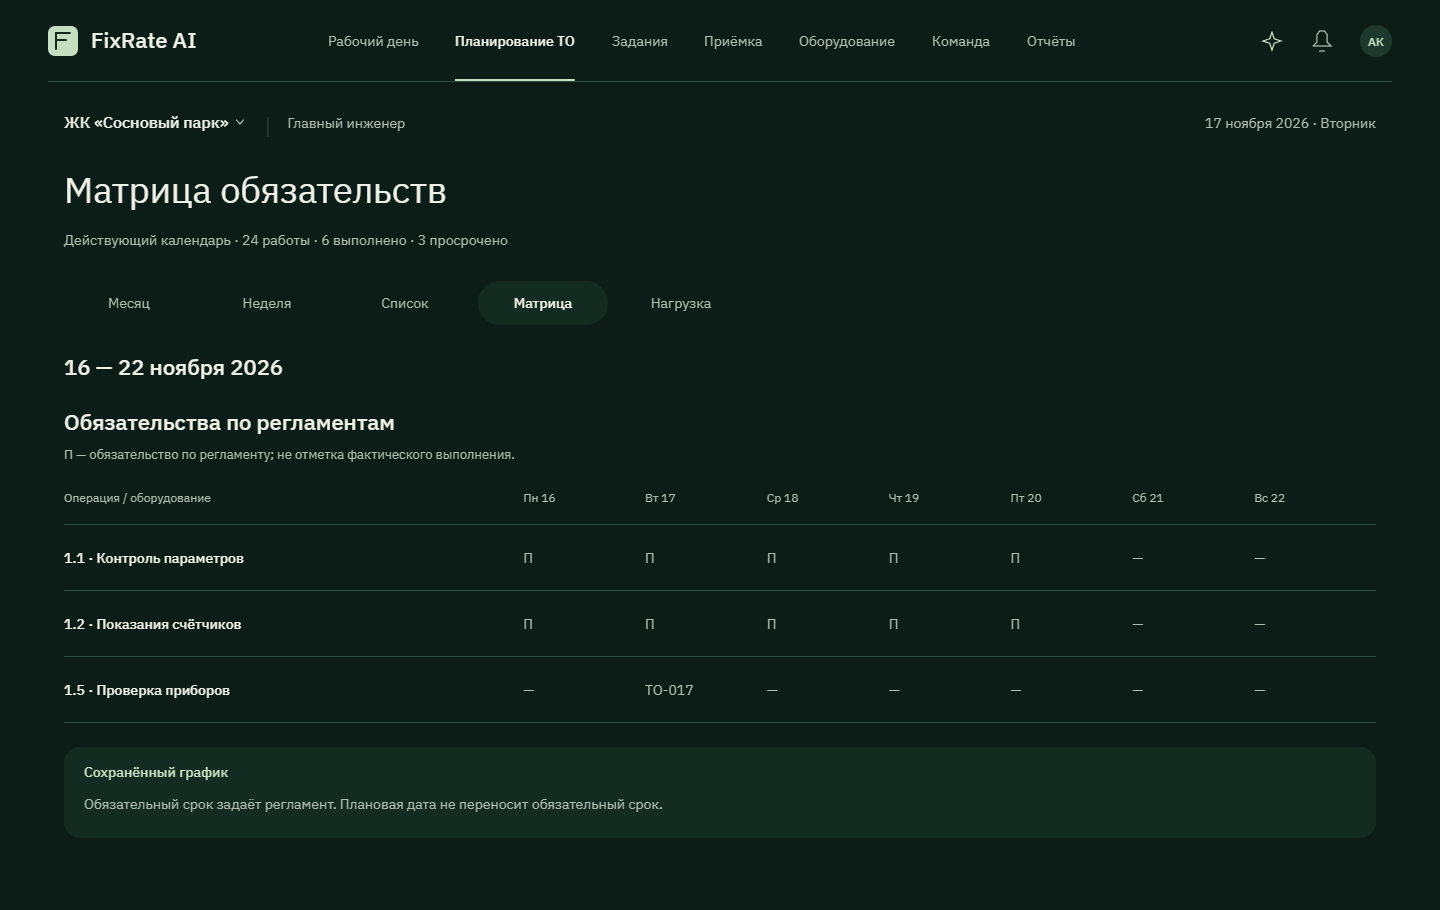 FixRate AI
Рабочий день Планирование ТО Задания Приёмка Оборудование Команда Отчёты
АК
ЖК «Сосновый парк» Главный инженер 17 ноября 2026 · Вторник
Матрица обязательств
Действующий календарь · 24 работы · 6 выполнено · 3 просрочено
Месяц Неделя Список Матрица Нагрузка
16 — 22 ноября 2026
Обязательства по регламентам
П — обязательство по регламенту; не отметка фактического выполнения.
Операция / оборудование Пн 16 Вт 17 Ср 18 Чт 19 Пт 20 Сб 21 Вс 22
1.1 · Контроль параметров П П П П П — —
1.2 · Показания счётчиков П П П П П — —
1.5 · Проверка приборов — ТО-017 — — — — —
Сохранённый график
Обязательный срок задаёт регламент. Плановая дата не переносит обязательный срок.